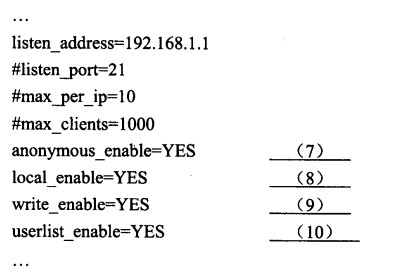 …
listen_address=192.168.1.1
#listen_port=21
#max_per_ip=10
#max_clients=1000
anonymous_enable=YES （7）
local_enable=YES （8）
write_enable=YES （9）
userlist_enable=YES （10）
…